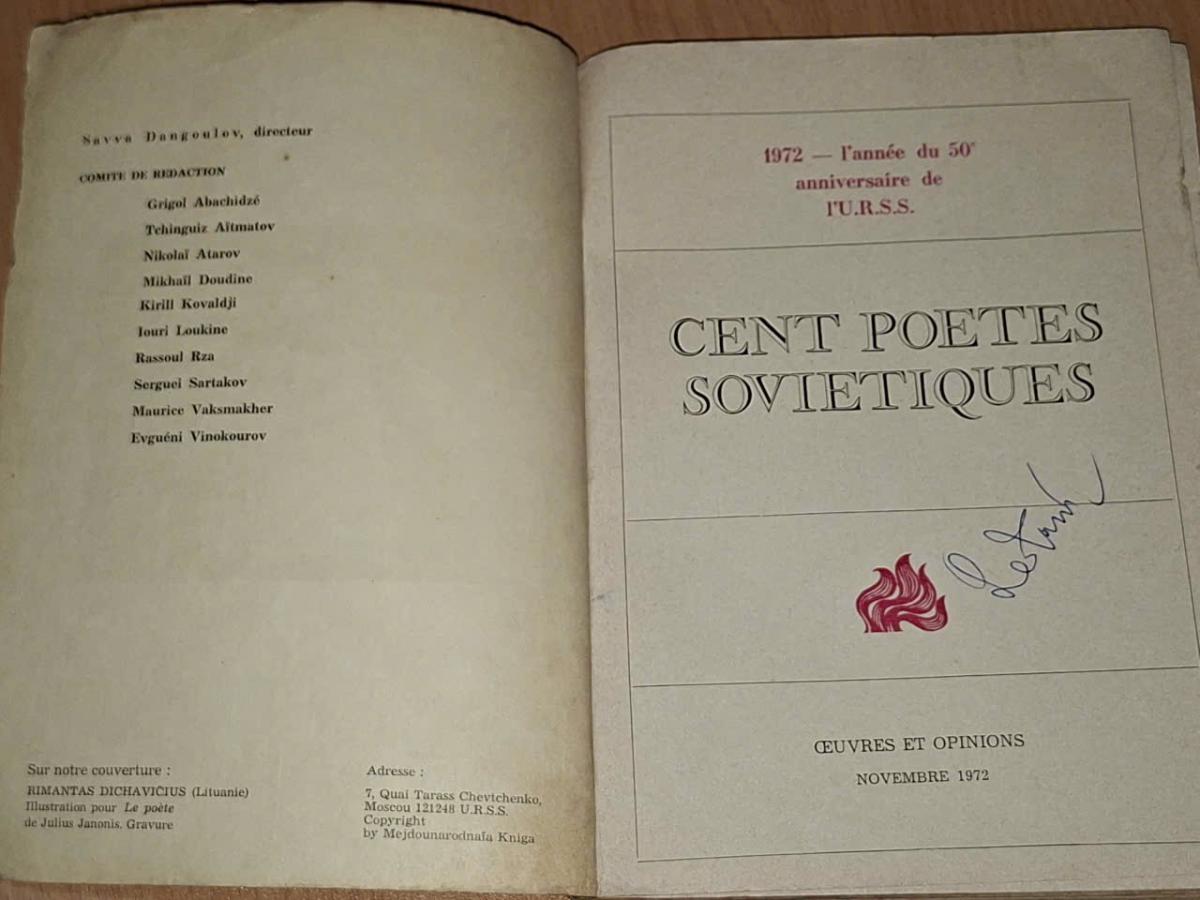 Savva Dangoulov, directeur
COMITE DE REDACTION
Grigol Abachidzé
Tchinguiz Aïtmatov
Nikolaï Atarov
Mikhaïl Doudine
Kirill Kovaldji
Iouri Loukine
Rassoul Rza
Serguei Sartakov
Maurice Vaksmakher
Evguéni Vinokourov
Sur notre couverture :
RIMANTAS DICHAVIČIUS (Lituanie)
Illustration pour Le poète
de Julius Janonis. Gravure
Adresse :
7, Quai Tarass Chevtchenko,
Moscou 121248 U.R.S.S.
Copyright
by Mejdounarodnaïa Kniga
1972 — l'année du 50e
anniversaire de
l'U.R.S.S.
CENT POETES
SOVIETIQUES
ŒUVRES ET OPINIONS
NOVEMBRE 1972